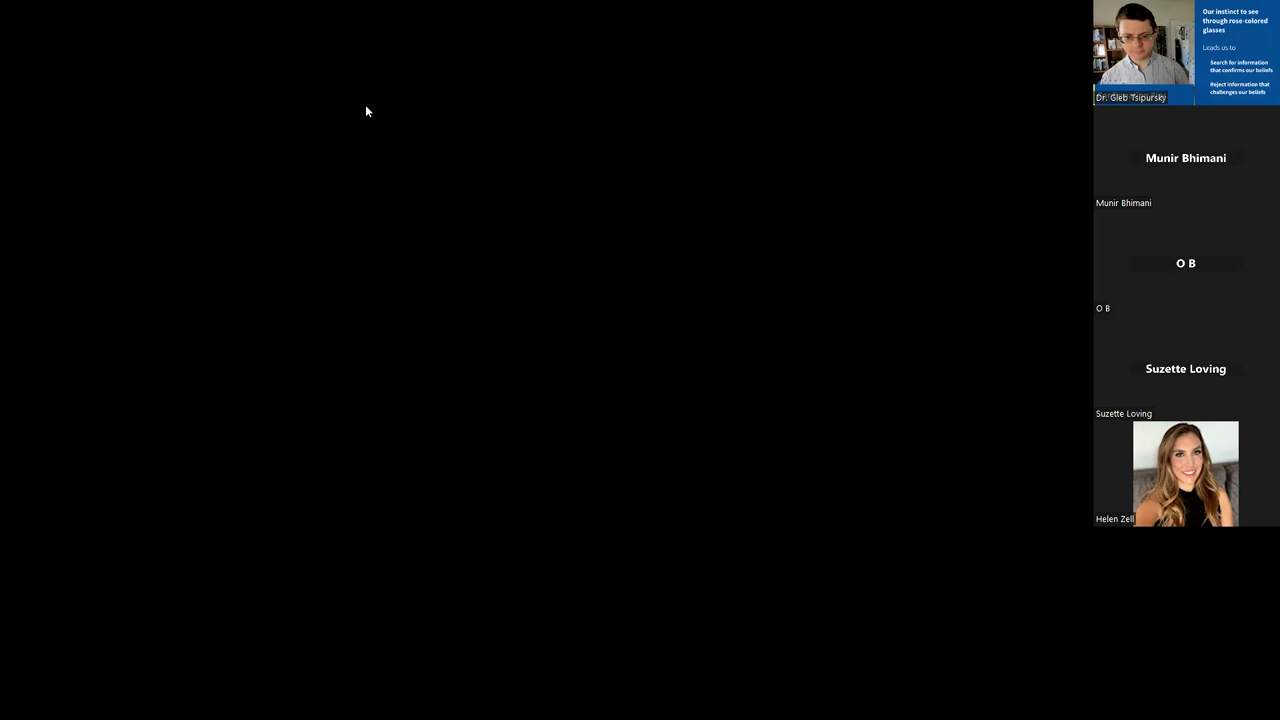 Our instinct to see
through rose-colored
glasses
Leads us to
Search for information
that confirms our beliefs
Reject information that
challenges our beliefs
Dr. Gleb Tsipursky
Munir Bhimani
Munir Bhimani
O B
O B
Suzette Loving
Suzette Loving
Helen Zell